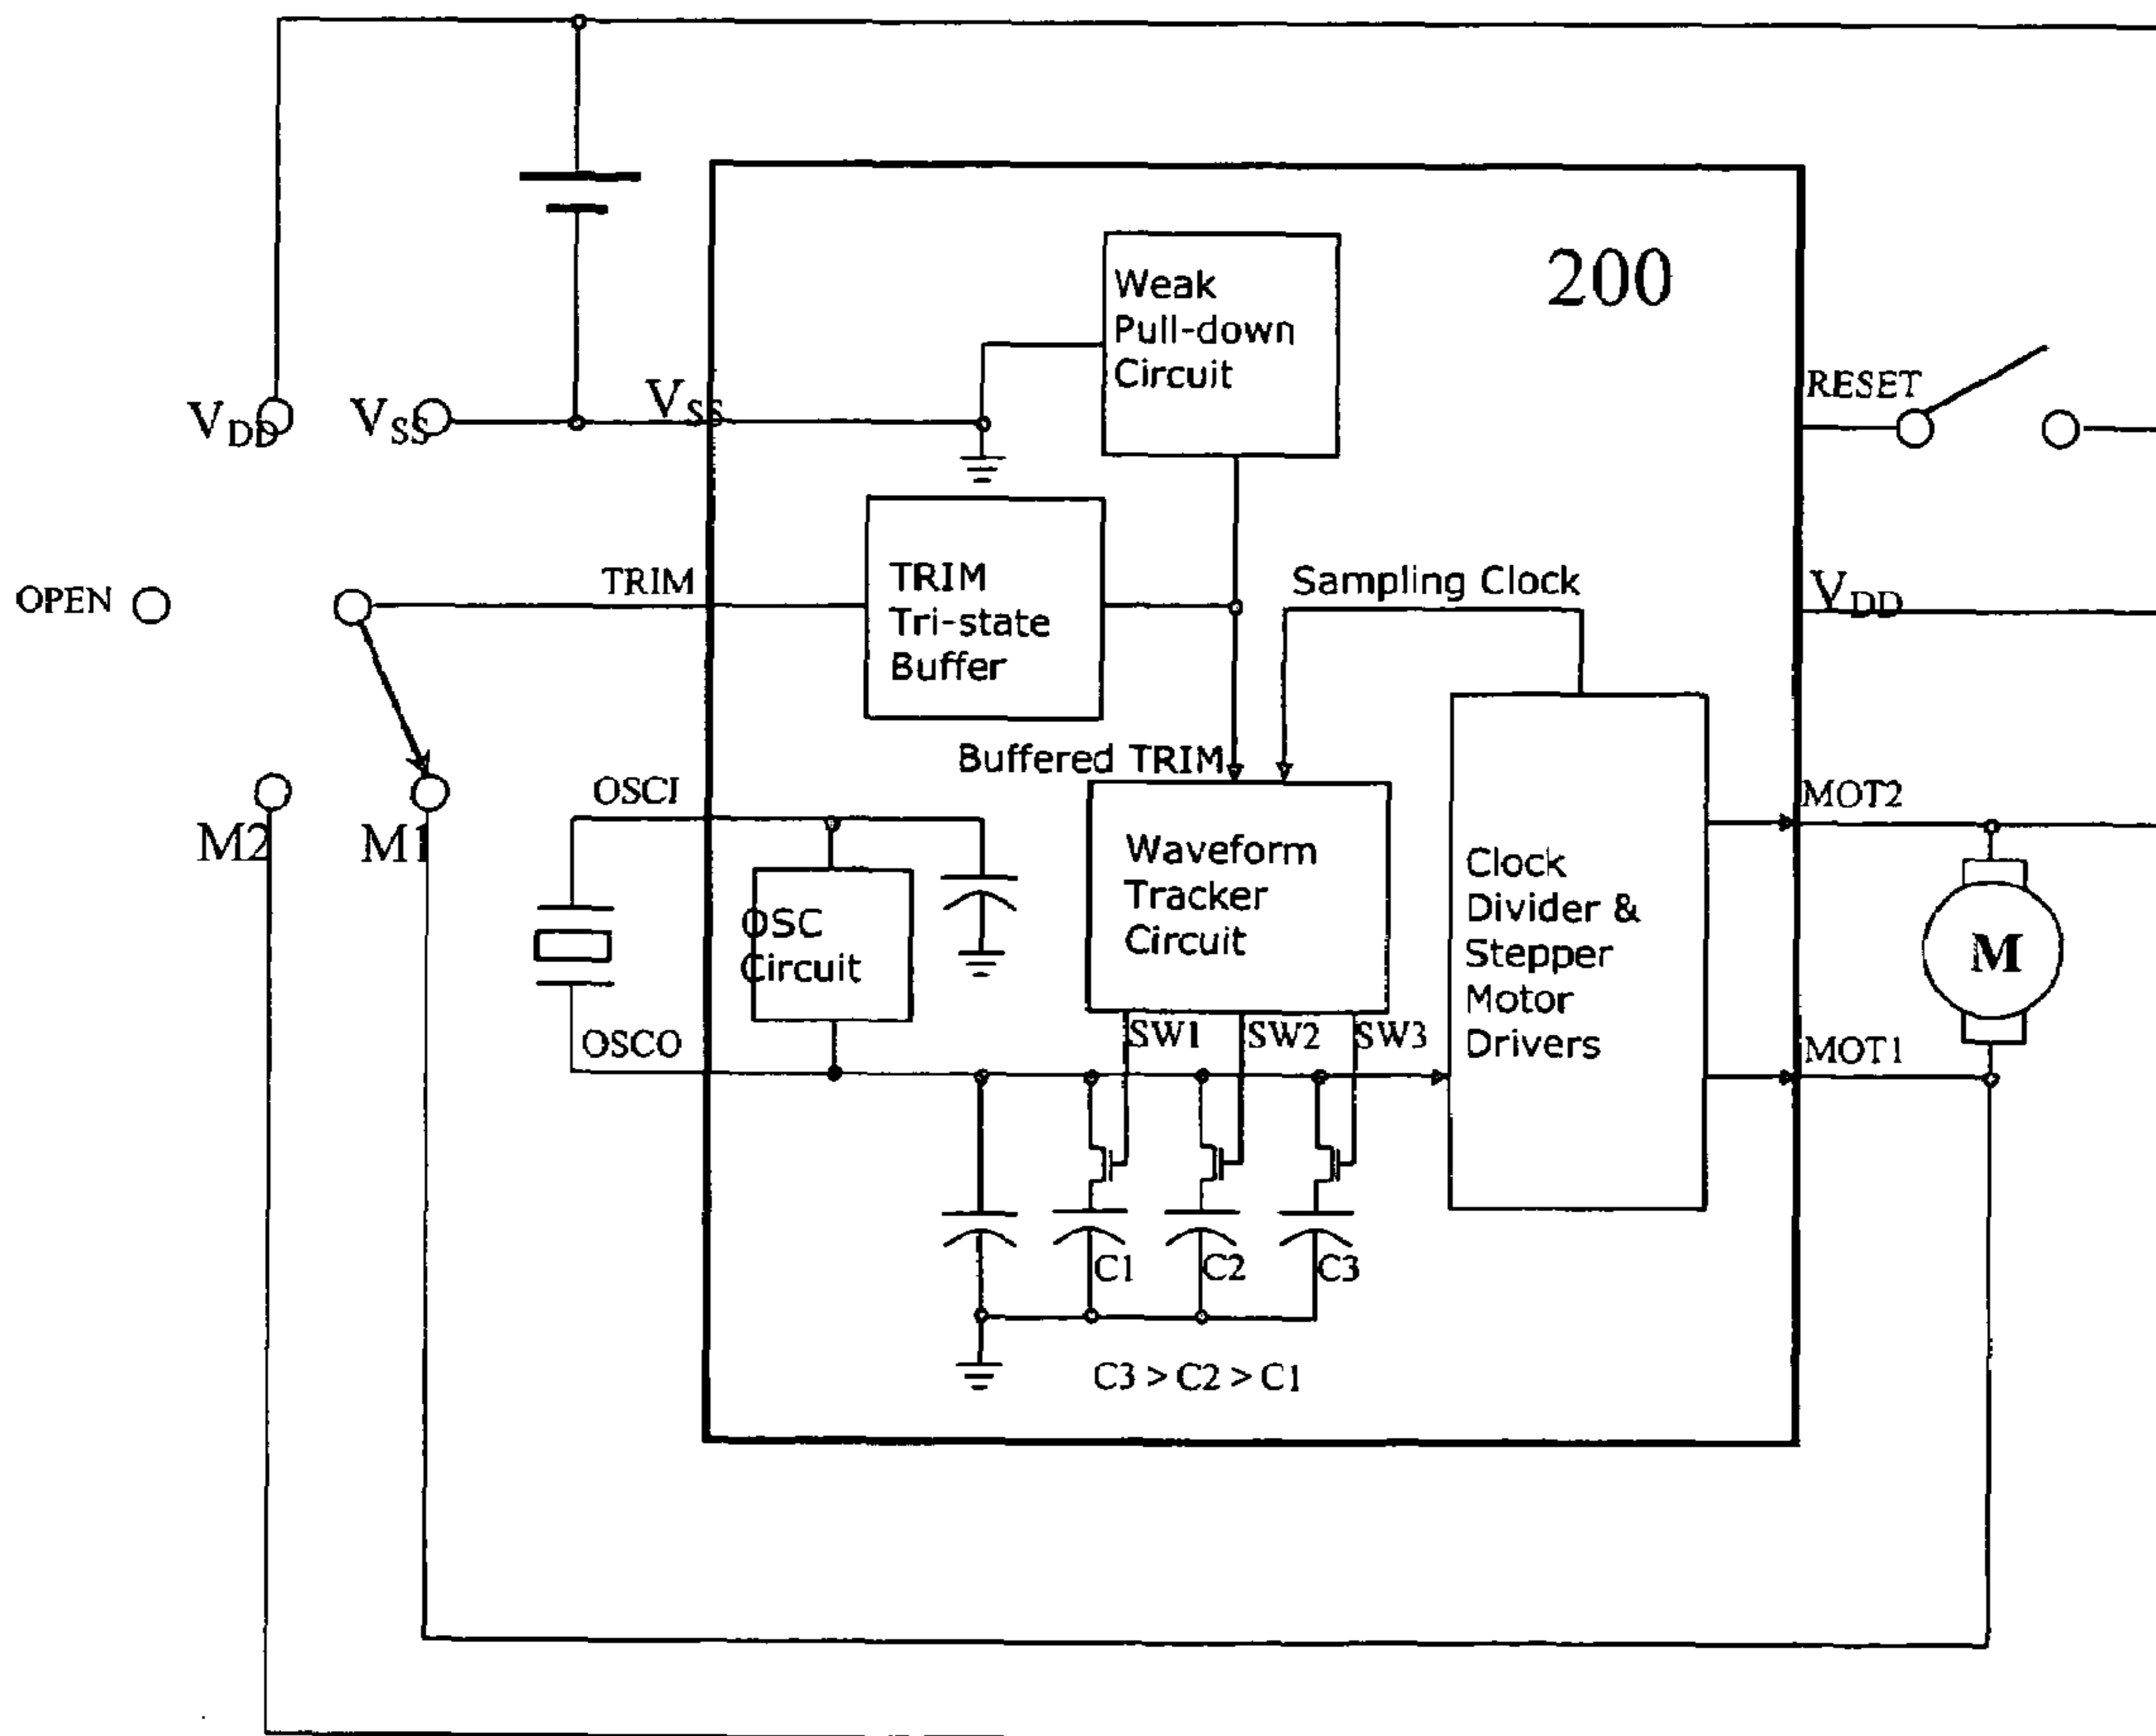 200
Weak
Pull-down
Circuit
VDD
VSS
VSS
RESET
OPEN
TRIM
TRIM
Tri-state
Buffer
Sampling Clock
VDD
Buffered TRIM
M2
M1
OSCI
OSC
Circuit
OSCO
Waveform
Tracker
Circuit
SW1
SW2
SW3
Clock
Divider &
Stepper
Motor
Drivers
MOT2
M
MOT1
C1
C2
C3
C3 > C2 > C1